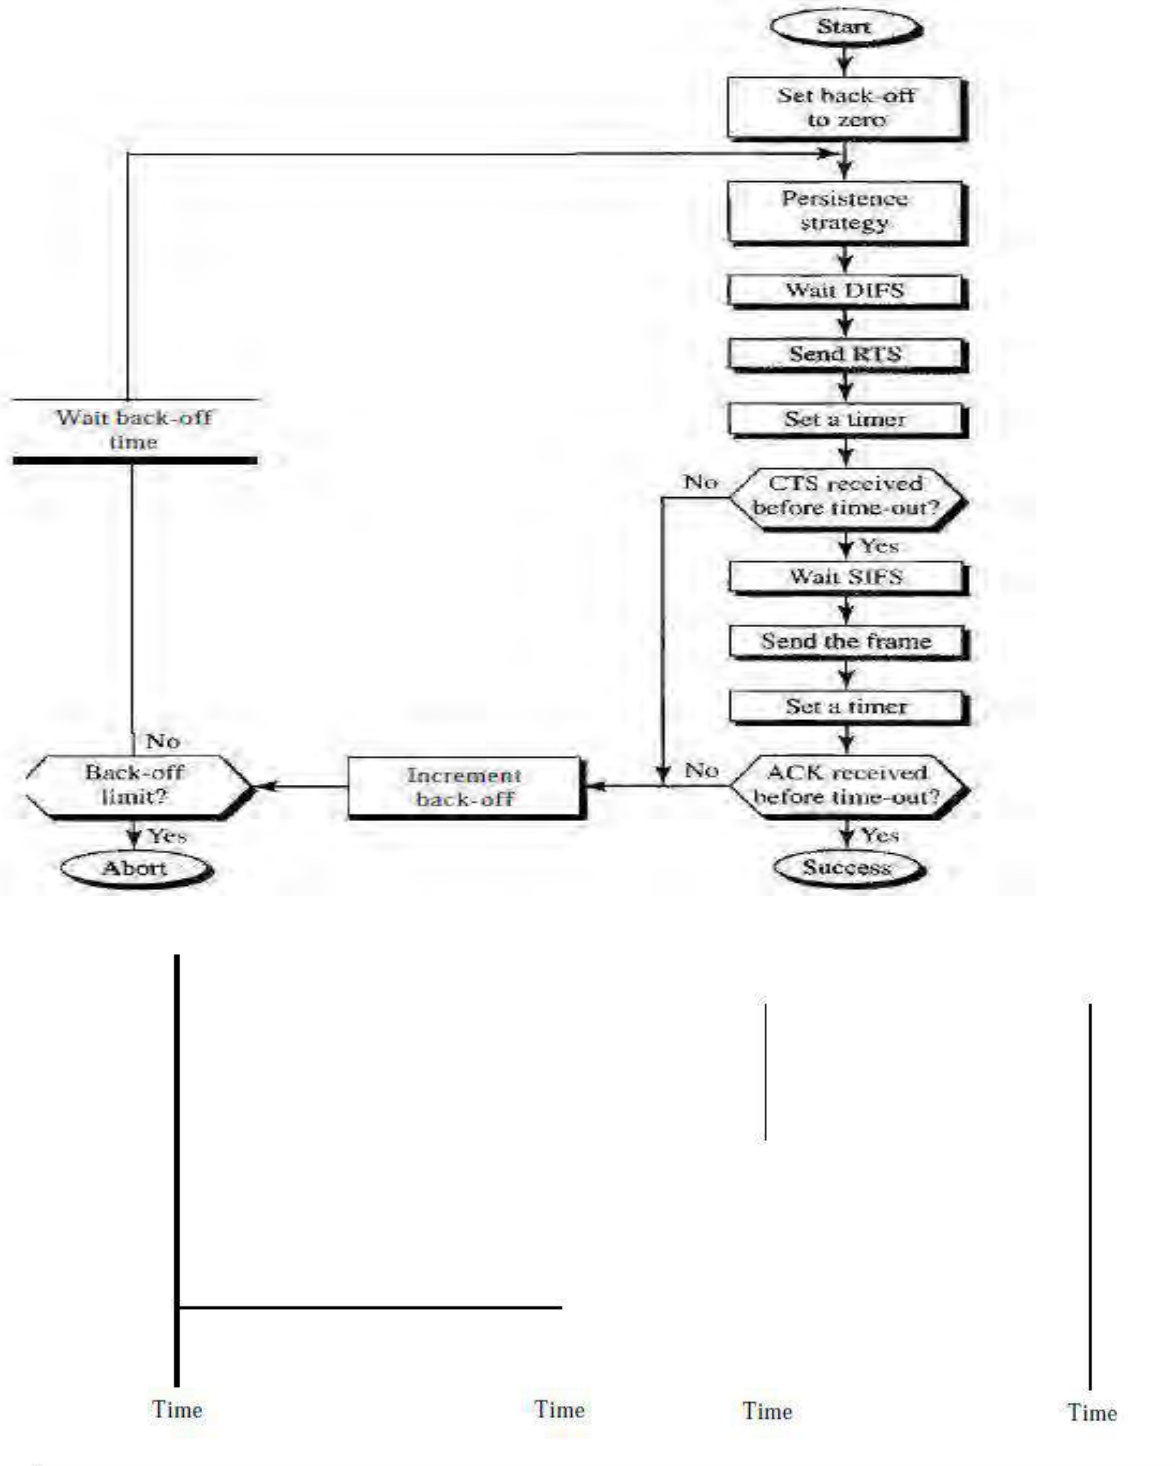 Start
Set back-off
to zero
Persistence
strategy
Wait DIFS
Send RTS
Set a timer
Wait back-off
time
No
CTS received
before time-out?
Yes
Wait SIFS
Send the frame
Set a timer
No
Back-off
limit?
Increment
back-off
No
ACK received
before time-out?
Yes
Abort
Yes
Success
Time
Time
Time
Time